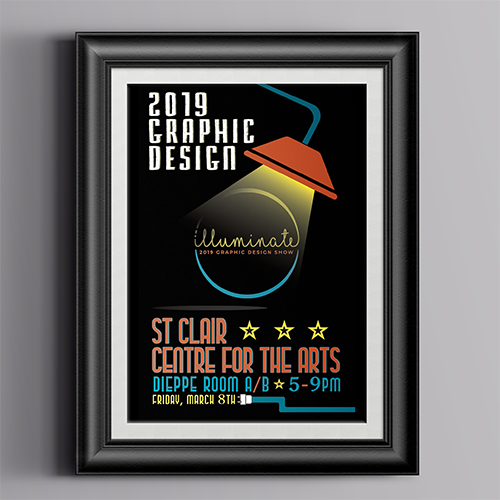 2019
GRAPHIC
DESIGN
illuminate
2019 GRAPHIC DESIGN SHOW
ST CLAIR
CENTRE FOR THE ARTS
DIEPPE ROOM A/B ☆ 5-9PM
FRIDAY, MARCH 8TH